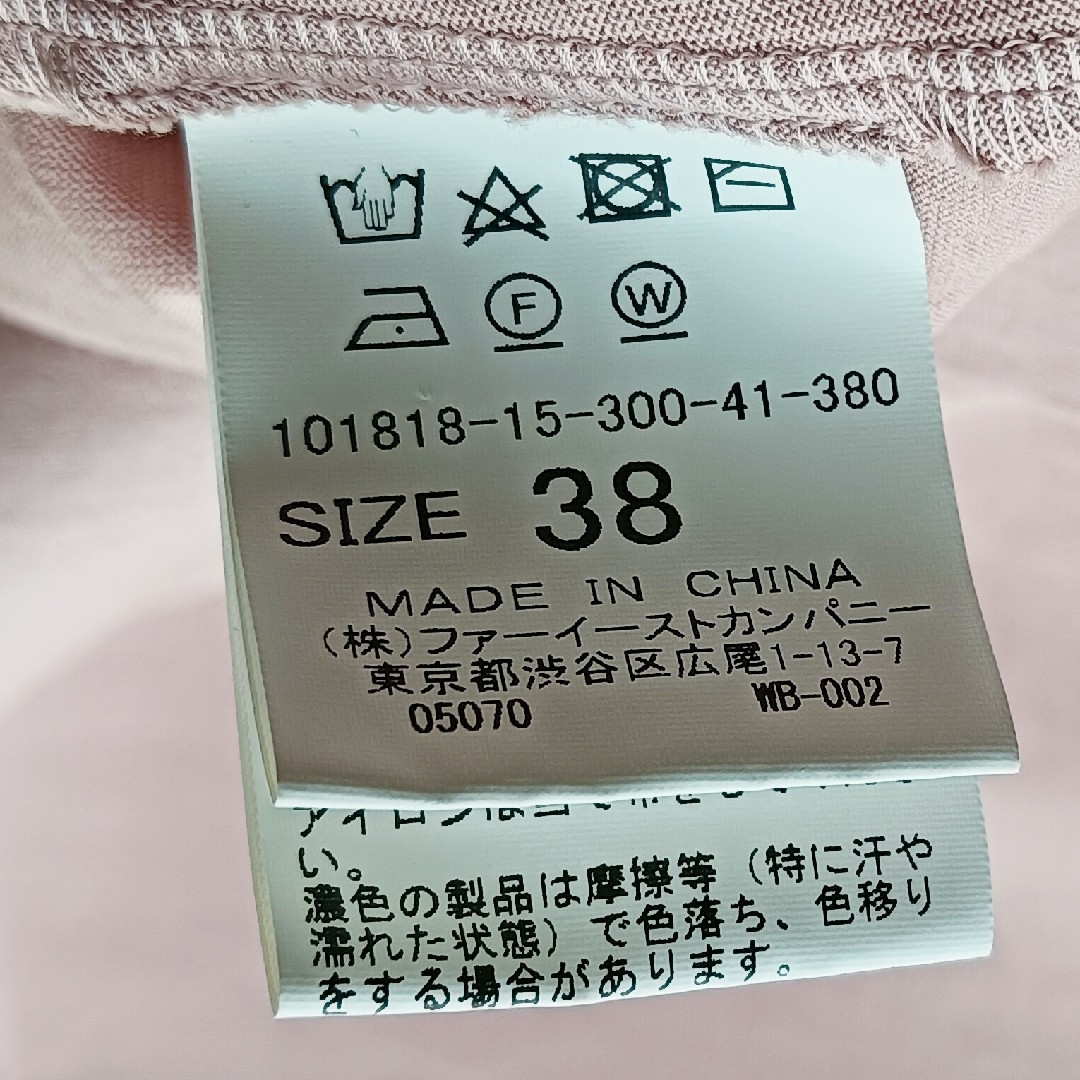 F W
101818-15-300-41-380
SIZE 38
MADE IN CHINA
(株)ファーイーストカンパニー
東京都渋谷区広尾1-13-7
05070 WB-002
い。
濃色の製品は摩擦等（特に汗や
濡れた状態）で色落ち、色移り
をする場合があります。